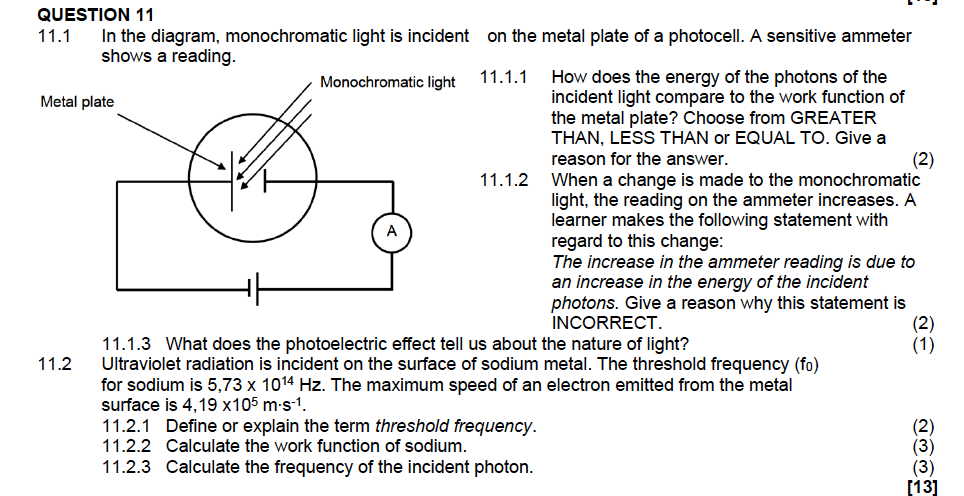 QUESTION 11
11.1 In the diagram, monochromatic light is incident on the metal plate of a photocell. A sensitive ammeter
shows a reading.
Monochromatic light
Metal plate
A
11.1.1 How does the energy of the photons of the
incident light compare to the work function of
the metal plate? Choose from GREATER
THAN, LESS THAN or EQUAL TO. Give a
reason for the answer. (2)
11.1.2 When a change is made to the monochromatic
light, the reading on the ammeter increases. A
learner makes the following statement with
regard to this change:
The increase in the ammeter reading is due to
an increase in the energy of the incident
photons. Give a reason why this statement is
INCORRECT. (2)
11.1.3 What does the photoelectric effect tell us about the nature of light? (1)
11.2 Ultraviolet radiation is incident on the surface of sodium metal. The threshold frequency (f₀)
for sodium is 5,73 x 10¹⁴ Hz. The maximum speed of an electron emitted from the metal
surface is 4,19 x10⁵ m·s⁻¹.
11.2.1 Define or explain the term threshold frequency. (2)
11.2.2 Calculate the work function of sodium. (3)
11.2.3 Calculate the frequency of the incident photon. (3)
[13]